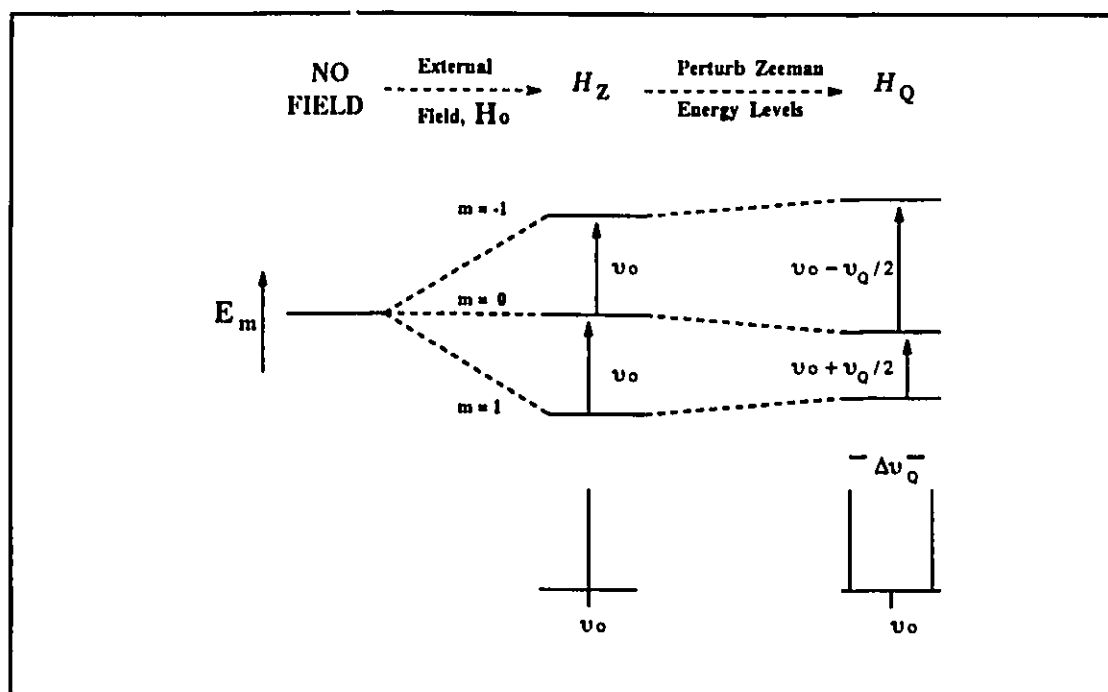 NO FIELD
External Field, Ho
H_Z
Perturb Zeeman Energy Levels
H_Q
m = -1
m = 0
m = 1
E_m
υo
υo
υo - υ_Q/2
υo + υ_Q/2
Δυ_Q
υo
υo